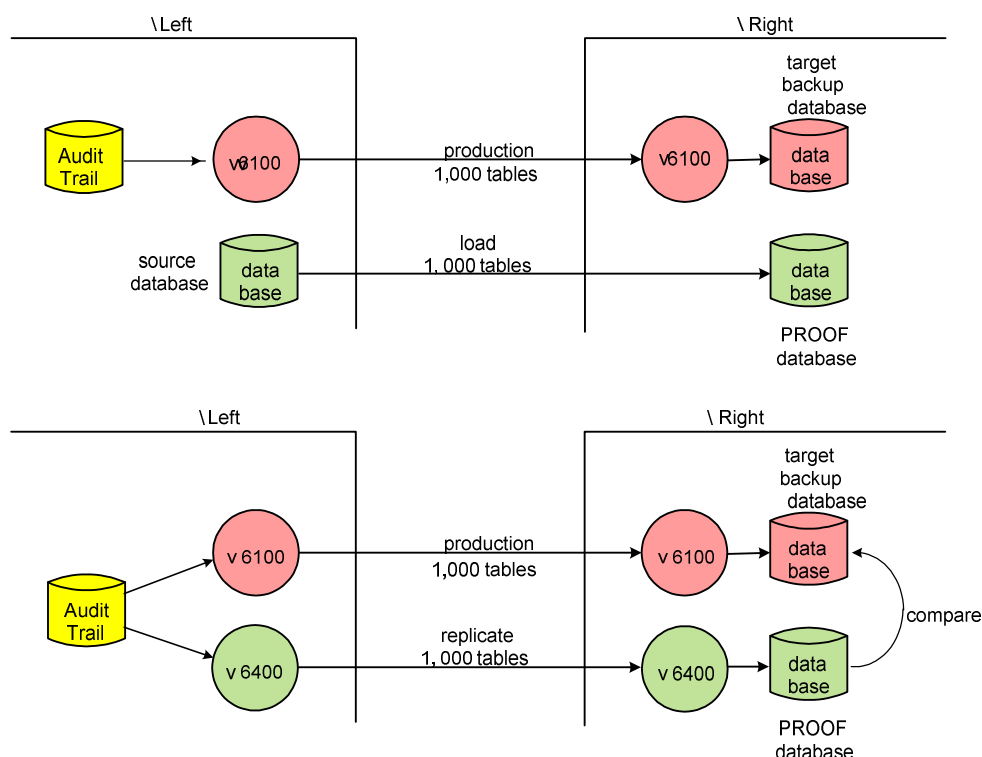 \Left
\ Right
target
backup
database
Audit
Trail
v6100
production
1,000 tables
v6100
data
base
source
database
data
base
load
1, 000 tables
data
base
PROOF
database
\Left
\ Right
target
backup
database
v 6100
production
1,000 tables
v 6100
data
base
Audit
Trail
compare
v 6400
replicate
1, 000 tables
v 6400
data
base
PROOF
database